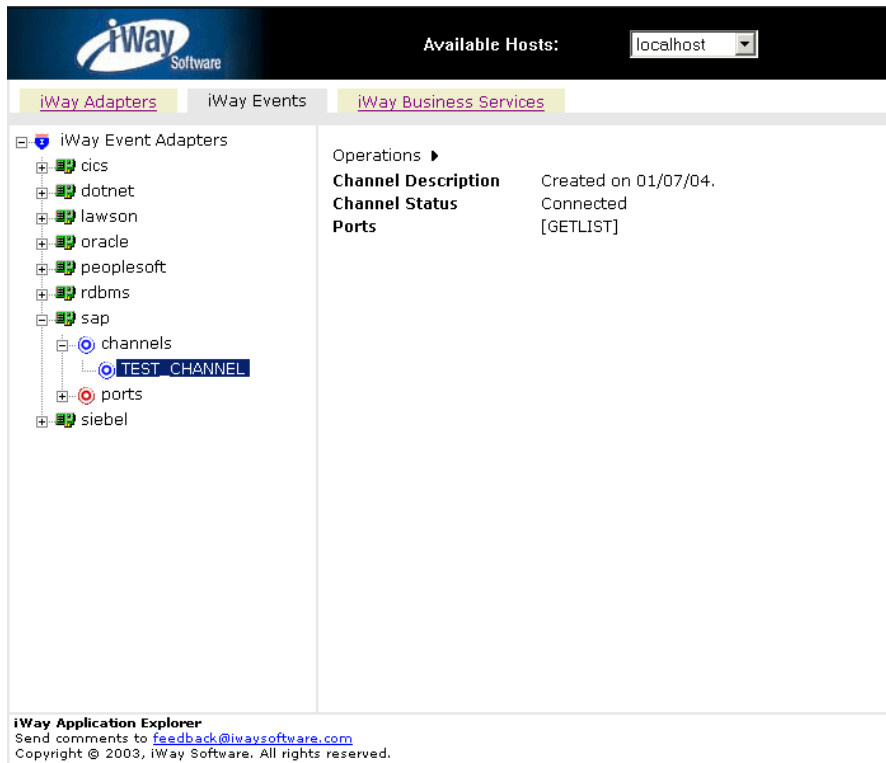 iWay
Software
Available Hosts:
localhost
iWay Adapters
iWay Events
iWay Business Services
iWay Event Adapters
cics
dotnet
lawson
oracle
peoplesoft
rdbms
sap
channels
TEST_CHANNEL
ports
siebel
Operations
Channel Description Created on 01/07/04.
Channel Status Connected
Ports [GETLIST]
iWay Application Explorer
Send comments to feedback@iwaysoftware.com
Copyright © 2003, iWay Software. All rights reserved.